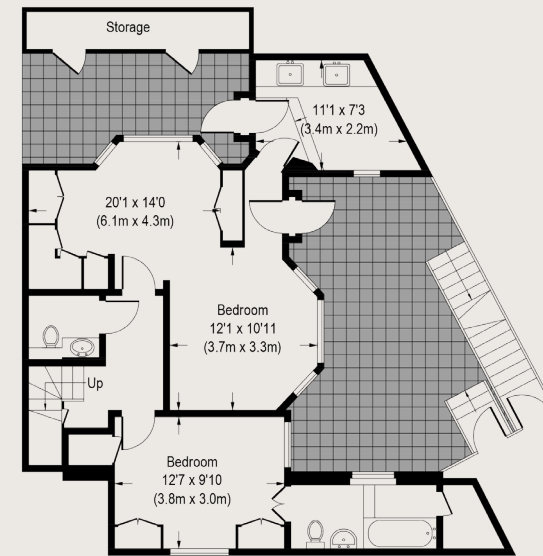 Storage
11'1 x 7'3
(3.4m x 2.2m)
20'1 x 14'0
(6.1m x 4.3m)
Bedroom
12'1 x 10'11
(3.7m x 3.3m)
Up
Bedroom
12'7 x 9'10
(3.8m x 3.0m)